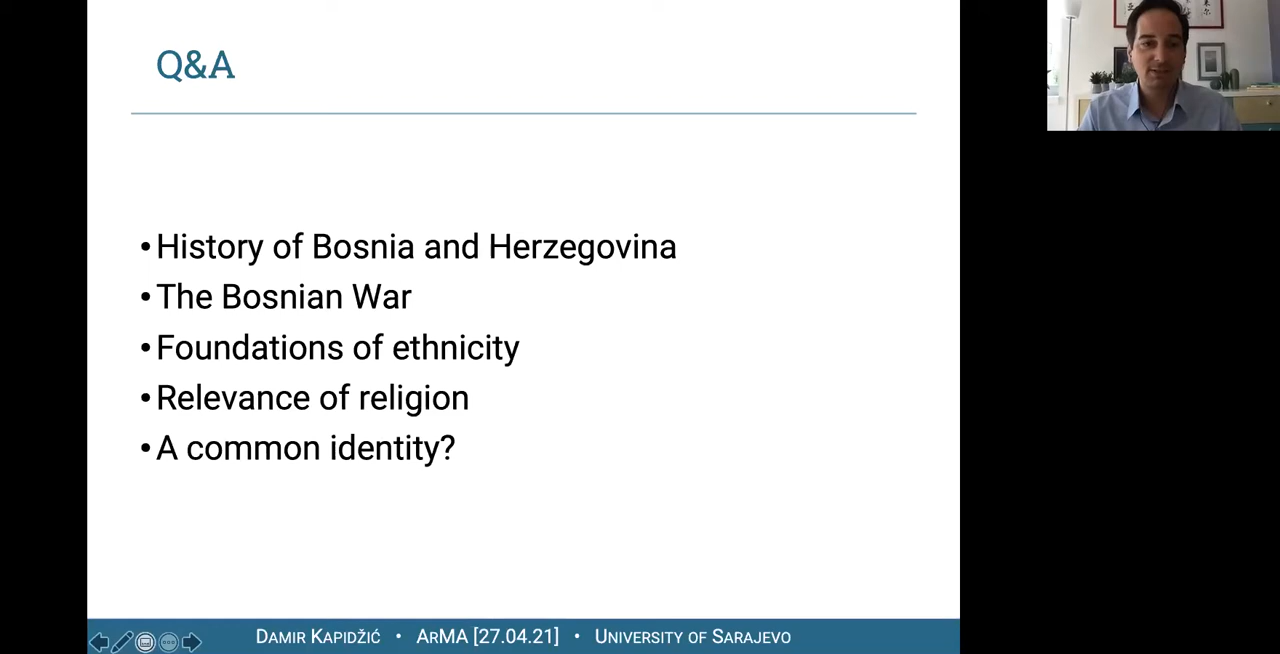 Q&A
•History of Bosnia and Herzegovina
•The Bosnian War
•Foundations of ethnicity
•Relevance of religion
•A common identity?
DAMIR KAPIDŽIĆ • ARMA [27.04.21] • UNIVERSITY OF SARAJEVO